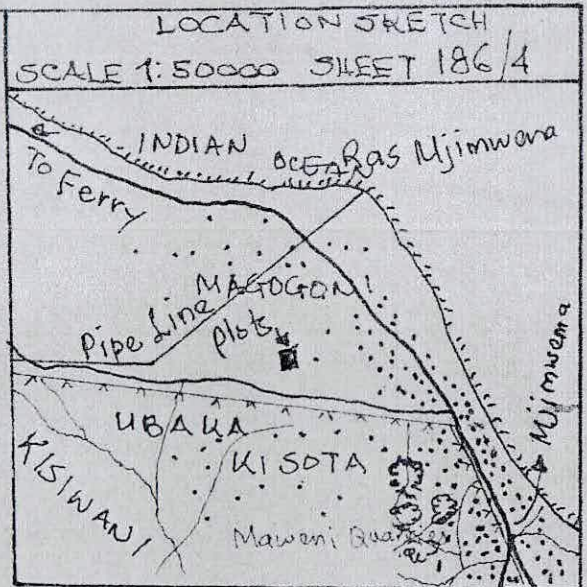 LOCATION SKETCH
SCALE 1:50000 SHEET 186/4
INDIAN
OCEAN
Ras Mjimwema
To Ferry
MAGOGONI
Pipe Line
plot
Mjimwema
UBAKA
KISOTA
KISIWANI
Maweni